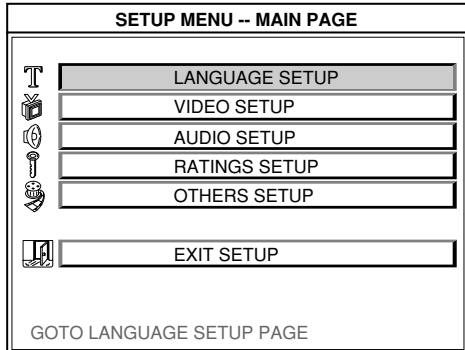 SETUP MENU -- MAIN PAGE
T LANGUAGE SETUP
VIDEO SETUP
AUDIO SETUP
RATINGS SETUP
OTHERS SETUP
EXIT SETUP
GOTO LANGUAGE SETUP PAGE